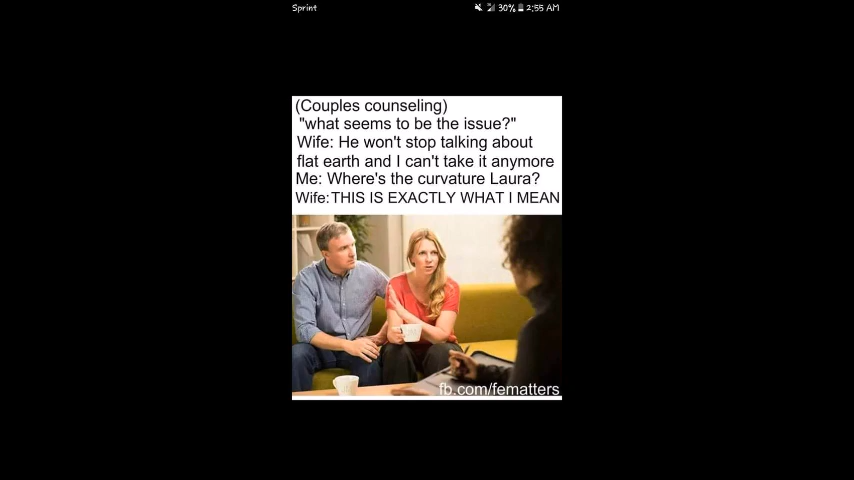 Sprint
30% 2:55 AM
(Couples counseling)
"what seems to be the issue?"
Wife: He won't stop talking about
flat earth and I can't take it anymore
Me: Where's the curvature Laura?
Wife:THIS IS EXACTLY WHAT I MEAN
fb.com/fematters